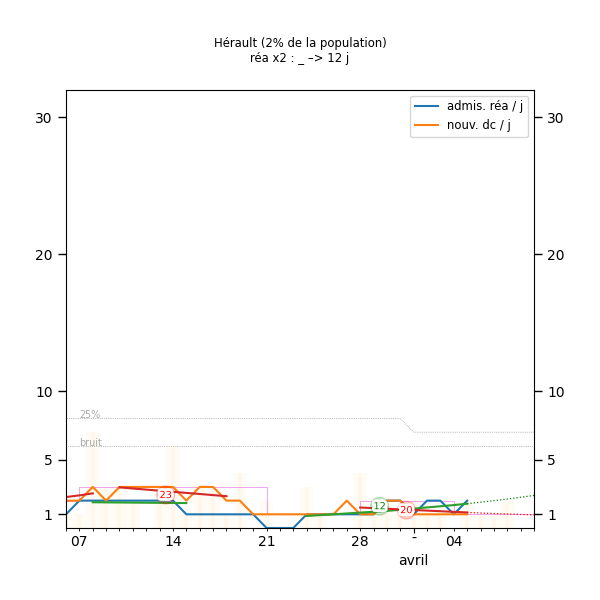 Hérault (2% de la population)
réa x2 : _ –> 12 j
admis. réa / j
nouv. dc / j
30 30
20 20
10 10
25%
bruit
5 5
23
12
20
1 1
07 14 21 28 - 04
avril